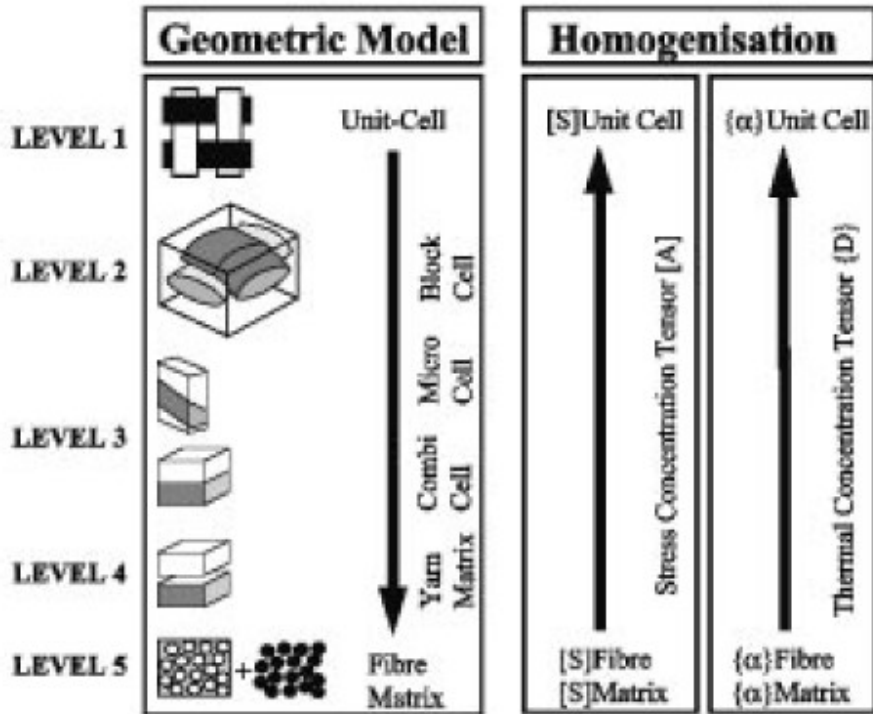 Geometric Model
Homogenisation
LEVEL 1
Unit-Cell
[S]Unit Cell
{α}Unit Cell
LEVEL 2
Block
Cell
LEVEL 3
Micro
Cell
Combi
Cell
LEVEL 4
Yarn
Matrix
Stress Concentration Tensor [A]
Thermal Concentration Tensor {D}
LEVEL 5
+
Fibre
Matrix
[S]Fibre
[S]Matrix
{α}Fibre
{α}Matrix